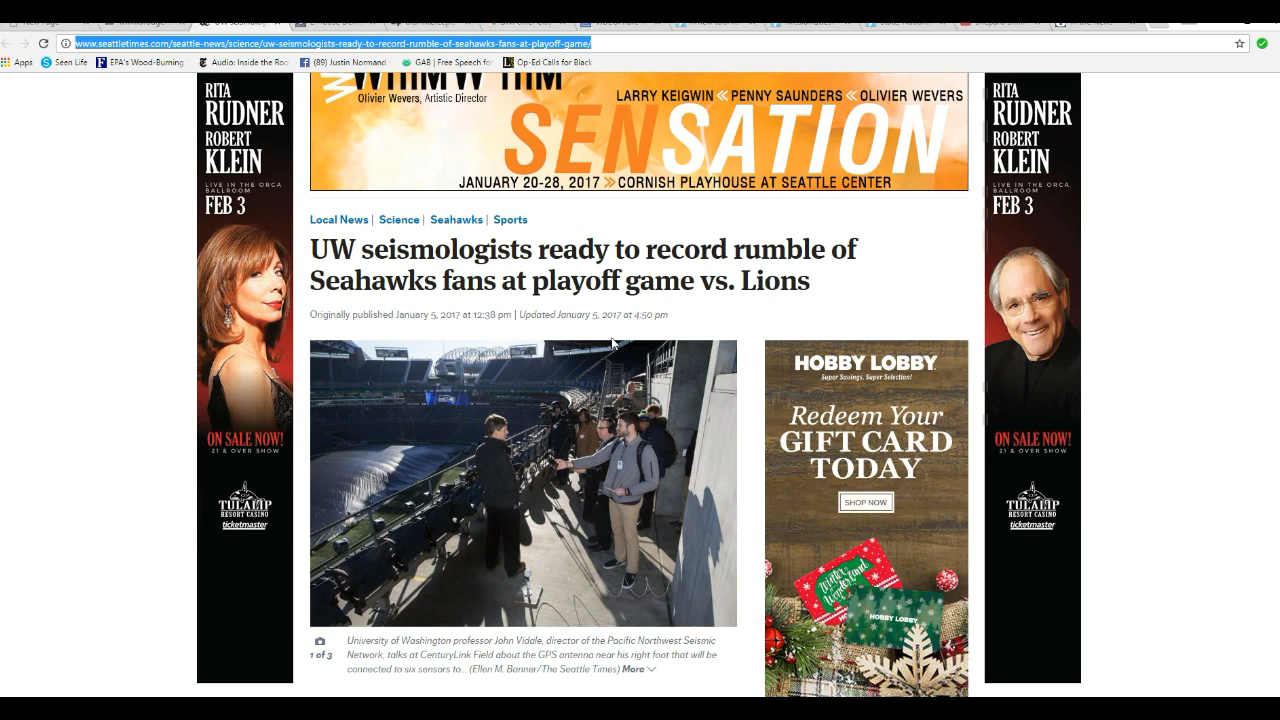 www.seattletimes.com/seattle-news/science/uw-seismologists-ready-to-record-rumble-of-seahawks-fans-at-playoff-game/
Apps
Seen Life
EPA's Wood-Burning
Audio: Inside the Roo
(89) Justin Normand
GAB | Free Speech for
Op-Ed Calls for Black
RITA
RUDNER
ROBERT
KLEIN
LIVE IN THE ORCA
BALLROOM
FEB 3
ON SALE NOW!
21 & OVER SHOW
TULALIP
RESORT CASINO
ticketmaster
Olivier Wevers, Artistic Director
LARRY KEIGWIN « PENNY SAUNDERS « OLIVIER WEVERS
SENSATION
JANUARY 20-28, 2017 » CORNISH PLAYHOUSE AT SEATTLE CENTER
Local News | Science | Seahawks | Sports
UW seismologists ready to record rumble of
Seahawks fans at playoff game vs. Lions
Originally published January 5, 2017 at 12:38 pm | Updated January 5, 2017 at 4:50 pm
1 of 3
University of Washington professor John Vidale, director of the Pacific Northwest Seismic
Network, talks at CenturyLink Field about the GPS antenna near his right foot that will be
connected to six sensors to... (Ellen M. Banner/The Seattle Times) More
HOBBY LOBBY
Super Savings, Super Selection!
Redeem Your
GIFT CARD
TODAY
SHOP NOW
Winter
Wonderland
HOBBY LOBBY
RITA
RUDNER
ROBERT
KLEIN
LIVE IN THE ORCA
BALLROOM
FEB 3
ON SALE NOW!
21 & OVER SHOW
TULALIP
RESORT CASINO
ticketmaster